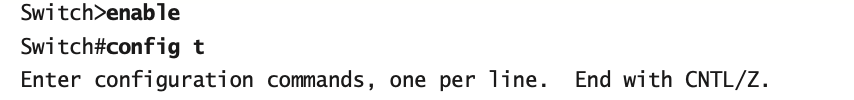 Switch>enable
Switch#config t
Enter configuration commands, one per line.  End with CNTL/Z.